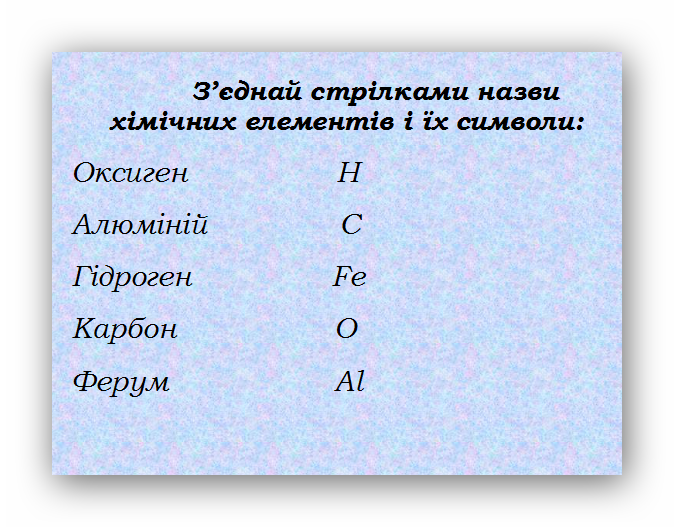 З’єднай стрілками назви
хімічних елементів і їх символи:
Оксиген H
Алюміній C
Гідроген Fe
Карбон O
Ферум Al